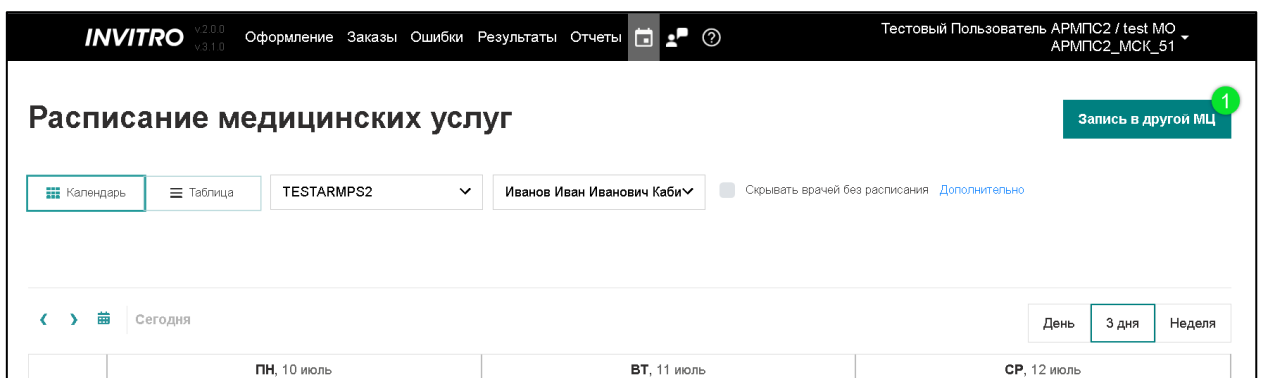 INVITRO v.2.0.0 Оформление Заказы Ошибки Результаты Отчеты Тестовый Пользователь АРМПС2 / test МО
v3.1.0 АРМПС2_МСК_51
1
Расписание медицинских услуг Запись в другой МЦ
Календарь Таблица TESTARMPS2 Иванов Иван Иванович Каби Скрывать врачей без расписания Дополнительно
Сегодня День 3 дня Неделя
ПН, 10 июль ВТ, 11 июль СР, 12 июль